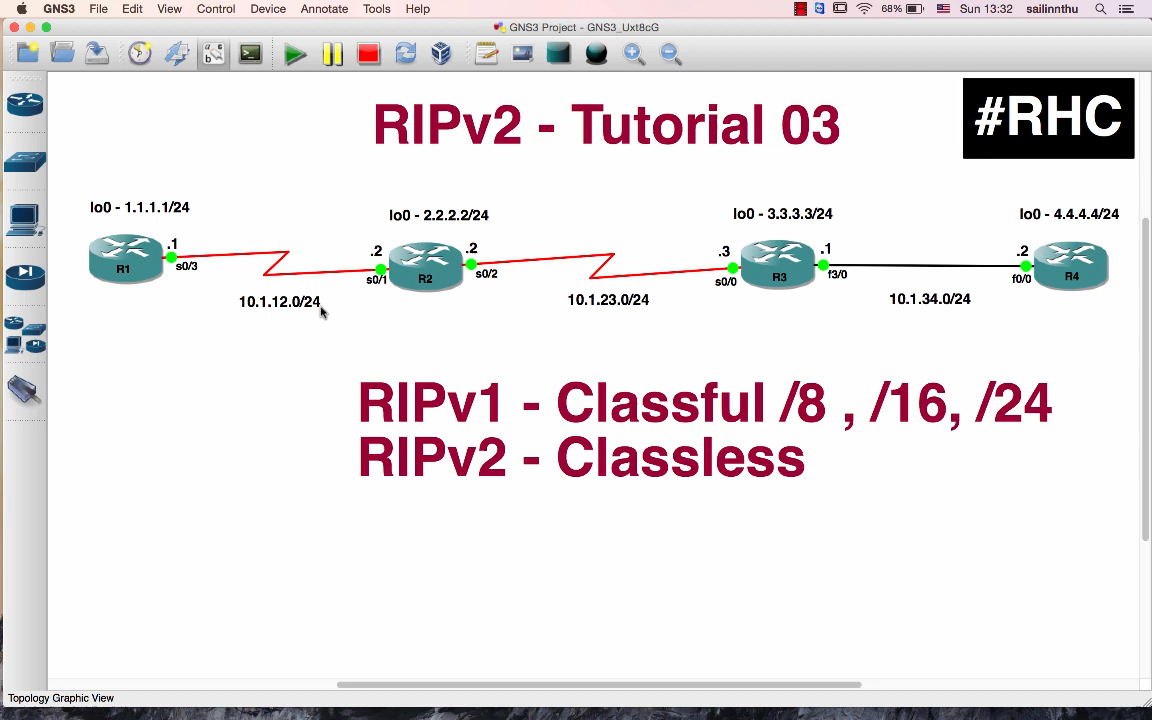 GNS3 File Edit View Control Device Annotate Tools Help 68% Sun 13:32 sailinnthu
GNS3 Project - GNS3_Uxt8cG
RIPv2 - Tutorial 03
#RHC
lo0 - 1.1.1.1/24
lo0 - 2.2.2.2/24
lo0 - 3.3.3.3/24
lo0 - 4.4.4.4/24
R1 .1 s0/3
.2 s0/1 R2 .2 s0/2
.3 s0/0 R3 .1 f3/0
.2 f0/0 R4
10.1.12.0/24
10.1.23.0/24
10.1.34.0/24
RIPv1 - Classful /8 , /16, /24
RIPv2 - Classless
Topology Graphic View